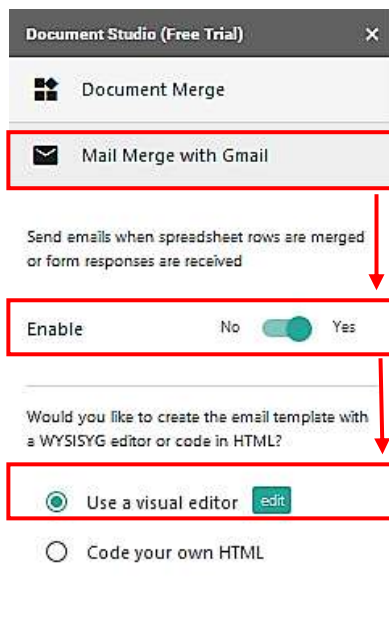 Document Studio (Free Trial) ×
Document Merge
Mail Merge with Gmail
Send emails when spreadsheet rows are merged
or form responses are received
Enable No Yes
Would you like to create the email template with
a WYSISYG editor or code in HTML?
Use a visual editor edit
Code your own HTML